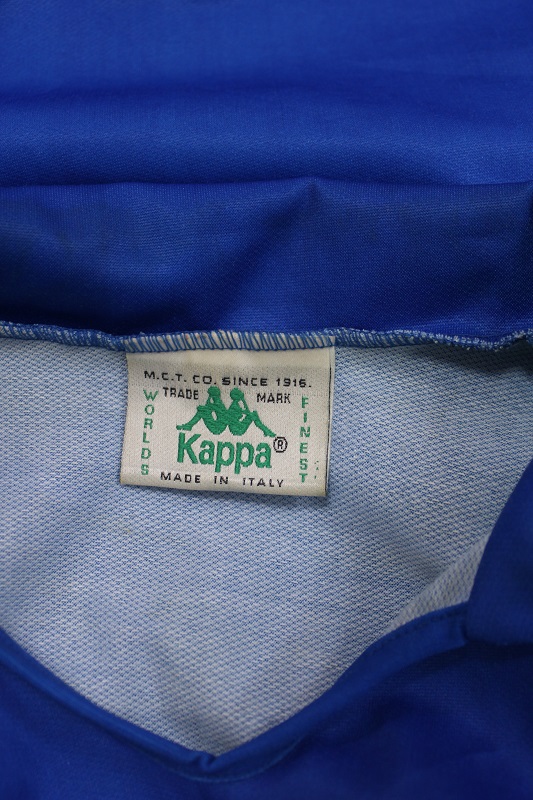 M.C.T. CO. SINCE 1916.
TRADE MARK
WORLDS
FINEST
Kappa®
MADE IN ITALY